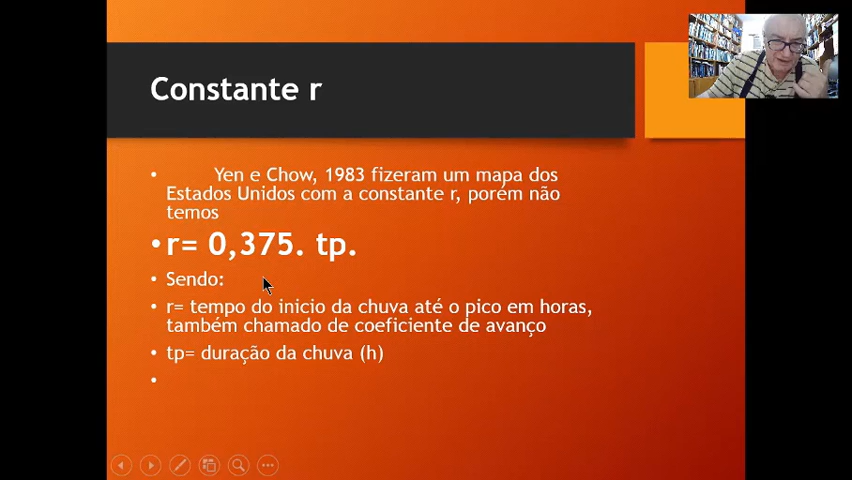 Constante r
• Yen e Chow, 1983 fizeram um mapa dos
Estados Unidos com a constante r, porém não
temos
• r= 0,375. tp.
• Sendo:
• r= tempo do inicio da chuva até o pico em horas,
também chamado de coeficiente de avanço
• tp= duração da chuva (h)
•